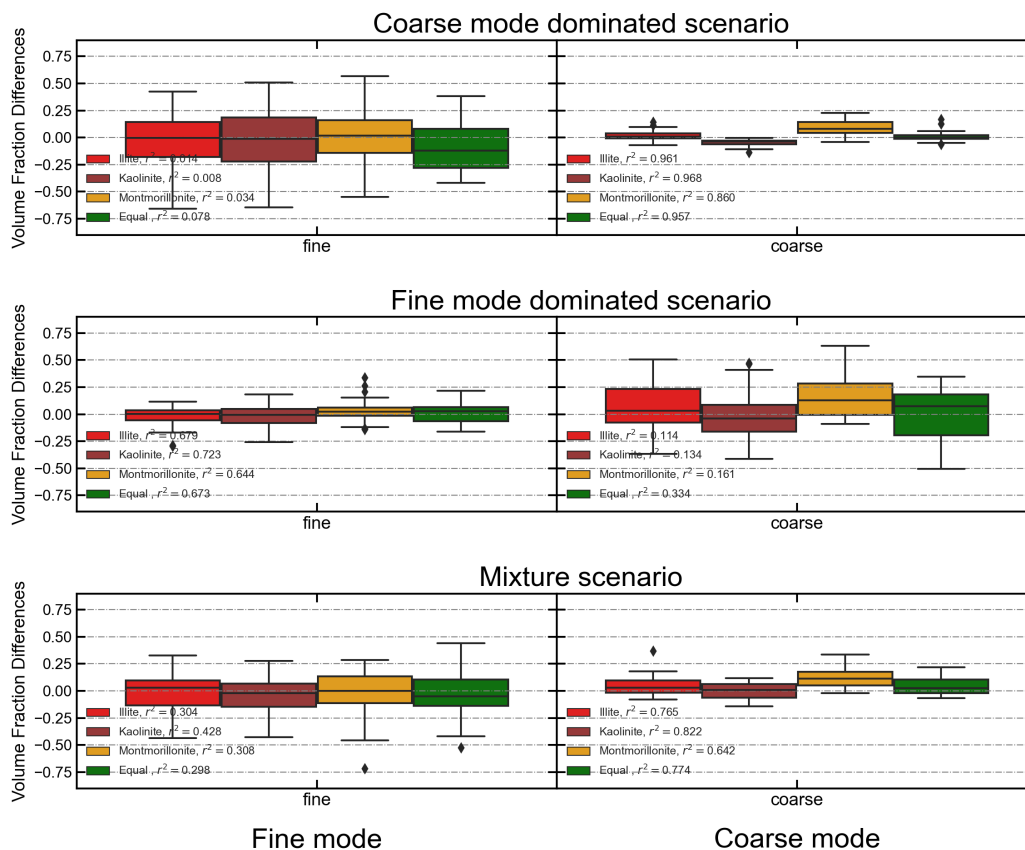 Coarse mode dominated scenario
Volume Fraction Differences
0.75
0.50
0.25
0.00
−0.25
−0.50
−0.75
Illite, r² = 0.014
Kaolinite, r² = 0.008
Montmorillonite, r² = 0.034
Equal , r² = 0.078
fine
Illite, r² = 0.961
Kaolinite, r² = 0.968
Montmorillonite, r² = 0.860
Equal , r² = 0.957
coarse
Fine mode dominated scenario
Volume Fraction Differences
0.75
0.50
0.25
0.00
−0.25
−0.50
−0.75
Illite, r² = 0.679
Kaolinite, r² = 0.723
Montmorillonite, r² = 0.644
Equal , r² = 0.673
fine
Illite, r² = 0.114
Kaolinite, r² = 0.134
Montmorillonite, r² = 0.161
Equal , r² = 0.334
coarse
Mixture scenario
Volume Fraction Differences
0.75
0.50
0.25
0.00
−0.25
−0.50
−0.75
Illite, r² = 0.304
Kaolinite, r² = 0.428
Montmorillonite, r² = 0.308
Equal , r² = 0.298
fine
Illite, r² = 0.765
Kaolinite, r² = 0.822
Montmorillonite, r² = 0.642
Equal , r² = 0.774
coarse
Fine mode
Coarse mode